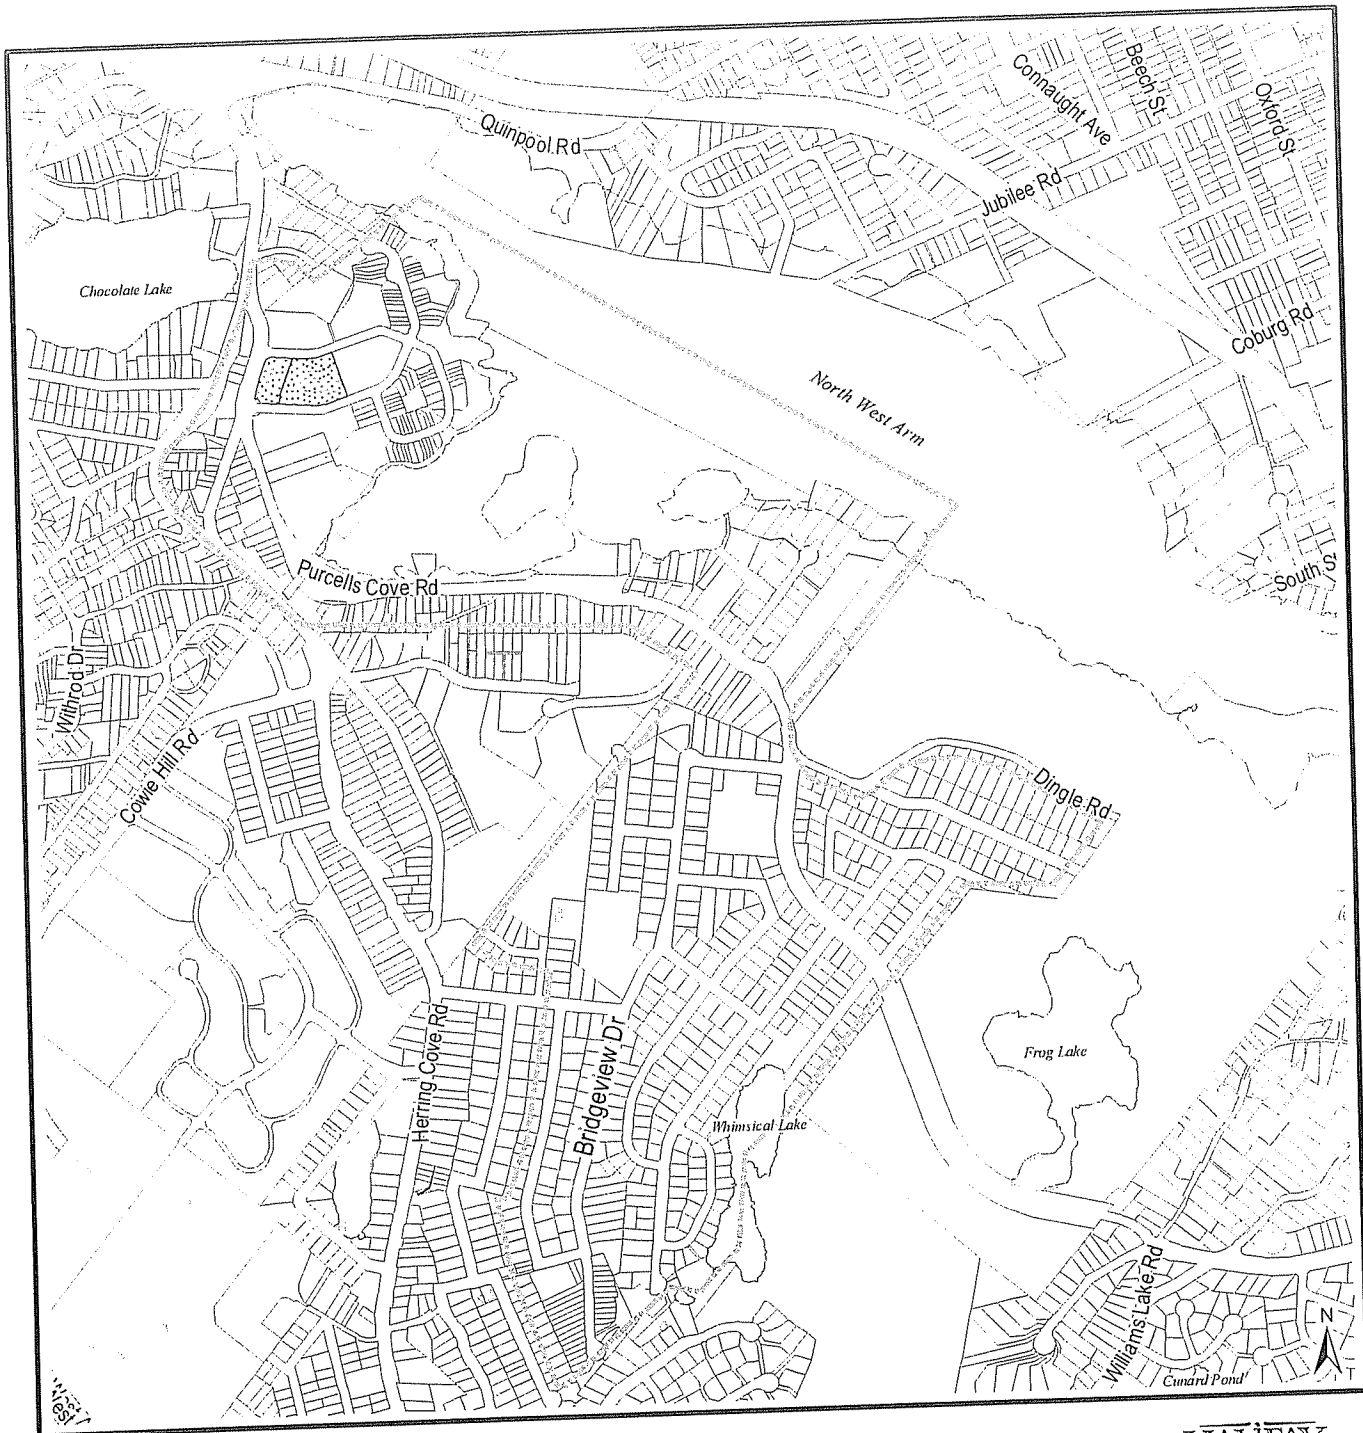 Connaught Ave
Beech St
Oxford St
Quinpool Rd
Jubilee Rd
Chocolate Lake
Coburg Rd
North West Arm
South S
Purcells Cove Rd
Withrod Dr
Cowie Hill Rd
Dingle Rd
Herring Cove Rd
Bridgeview Dr
Frog Lake
Whimsical Lake
Williams Lake Rd
N
Cunard Pond